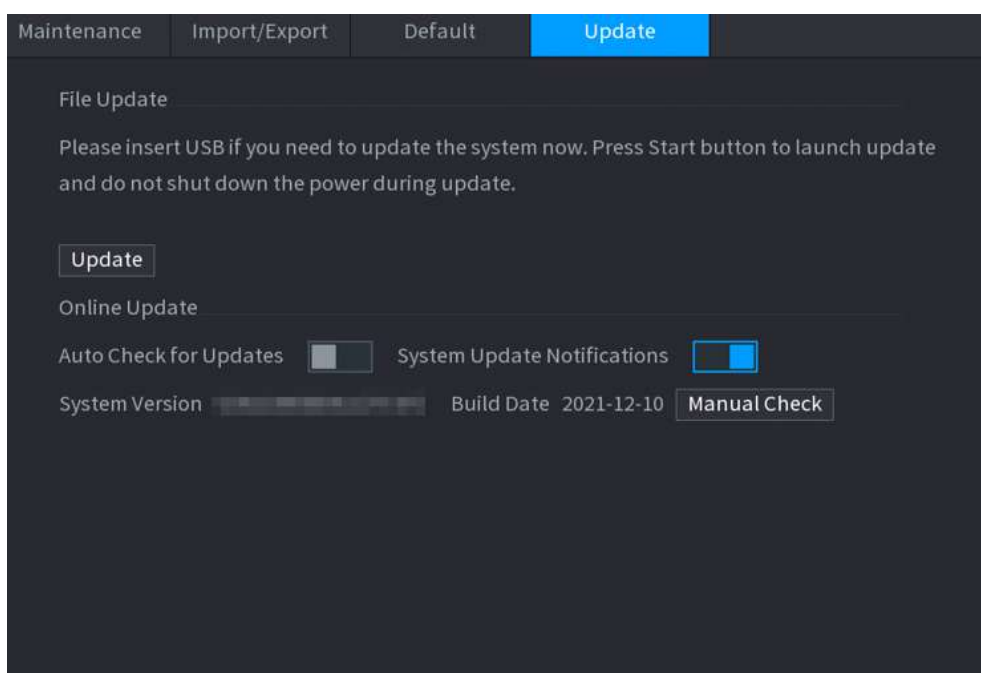 Maintenance Import/Export Default Update
File Update
Please insert USB if you need to update the system now. Press Start button to launch update
and do not shut down the power during update.
Update
Online Update
Auto Check for Updates System Update Notifications
System Version Build Date 2021-12-10 Manual Check